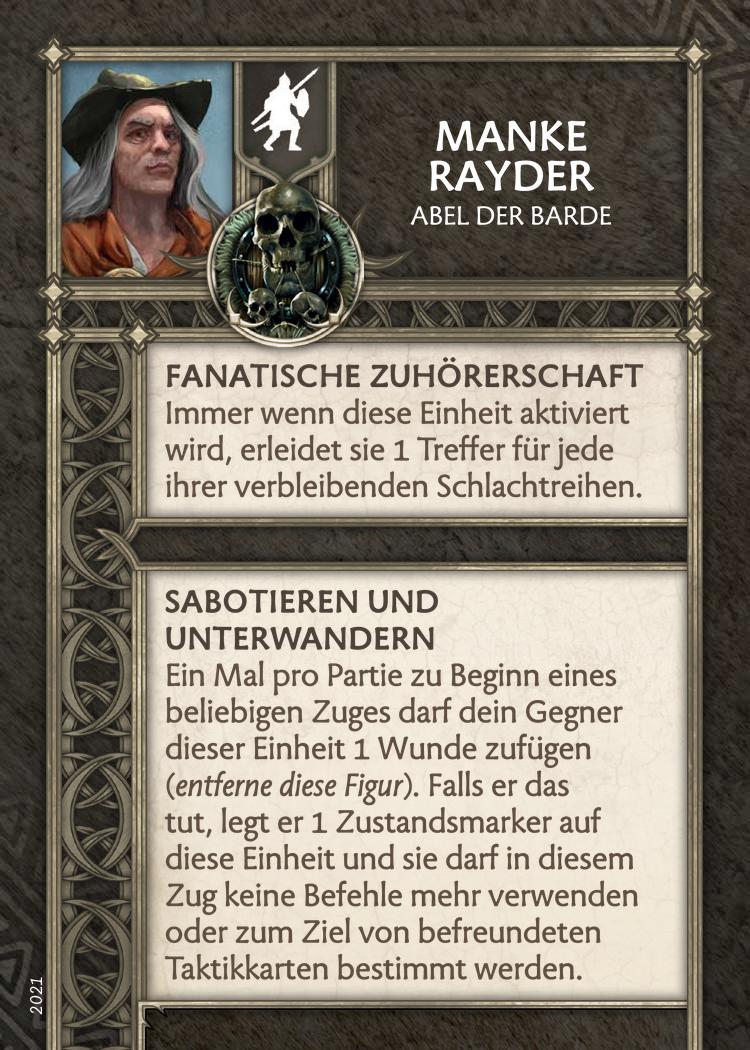 MANKE
RAYDER
ABEL DER BARDE
FANATISCHE ZUHÖRERSCHAFT
Immer wenn diese Einheit aktiviert
wird, erleidet sie 1 Treffer für jede
ihrer verbleibenden Schlachtreihen.
SABOTIEREN UND
UNTERWANDERN
Ein Mal pro Partie zu Beginn eines
beliebigen Zuges darf dein Gegner
dieser Einheit 1 Wunde zufügen
(entferne diese Figur). Falls er das
tut, legt er 1 Zustandsmarker auf
diese Einheit und sie darf in diesem
Zug keine Befehle mehr verwenden
oder zum Ziel von befreundeten
Taktikkarten bestimmt werden.
2021